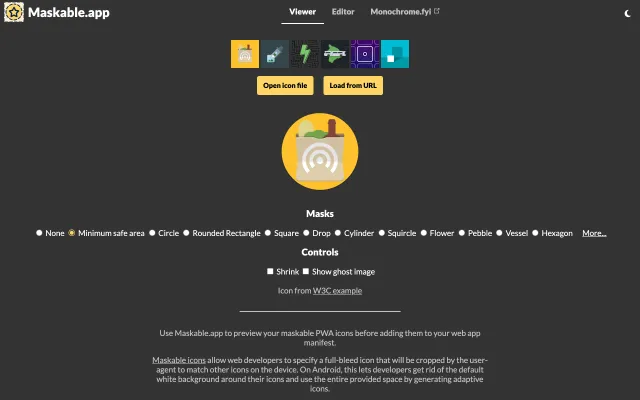 Maskable.app
Viewer
Editor
Monochrome.fyi
Open icon file
Load from URL
Masks
None
Minimum safe area
Circle
Rounded Rectangle
Square
Drop
Cylinder
Squircle
Flower
Pebble
Vessel
Hexagon
More...
Controls
Shrink
Show ghost image
Icon from W3C example
Use Maskable.app to preview your maskable PWA icons before adding them to your web app
manifest.
Maskable icons allow web developers to specify a full-bleed icon that will be cropped by the user-
agent to match other icons on the device. On Android, this lets developers get rid of the default
white background around their icons and use the entire provided space by generating adaptive
icons.